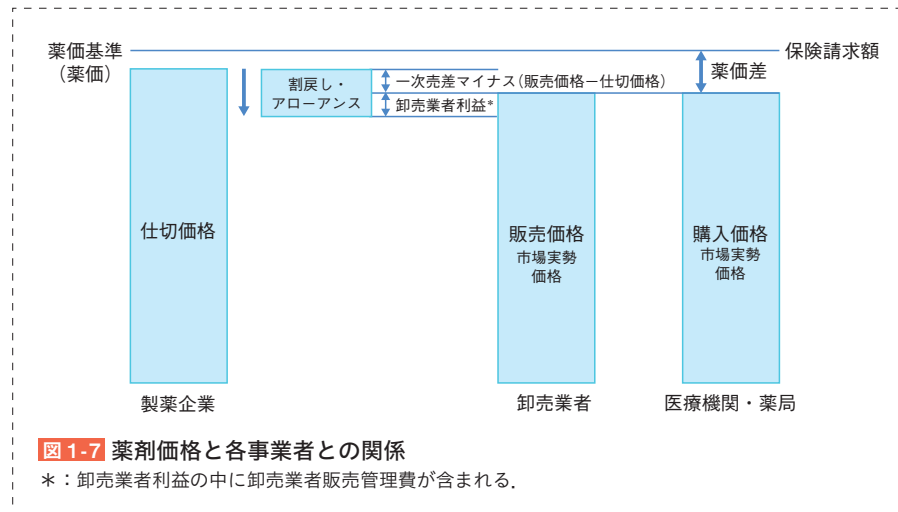 薬価基準
(薬価)
保険請求額
割戻し・
アローアンス
一次売差マイナス(販売価格－仕切価格)
卸売業者利益*
薬価差
仕切価格
販売価格
市場実勢
価格
購入価格
市場実勢
価格
製薬企業
卸売業者
医療機関・薬局
図1-7 薬剤価格と各事業者との関係
＊：卸売業者利益の中に卸売業者販売管理費が含まれる．